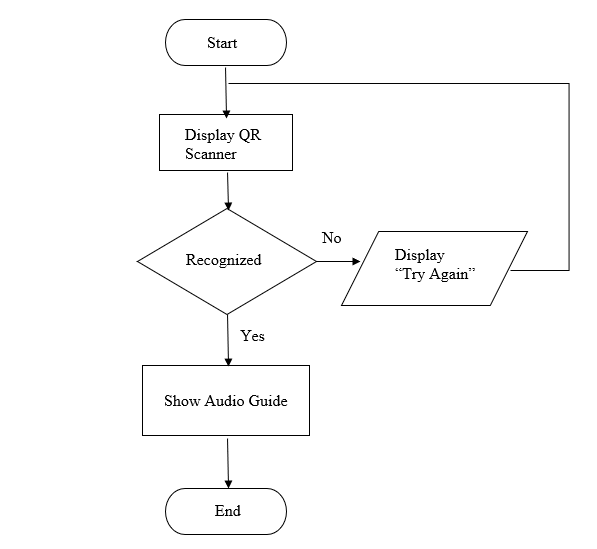 Start
Display QR
Scanner
Recognized
No
Display
“Try Again”
Yes
Show Audio Guide
End